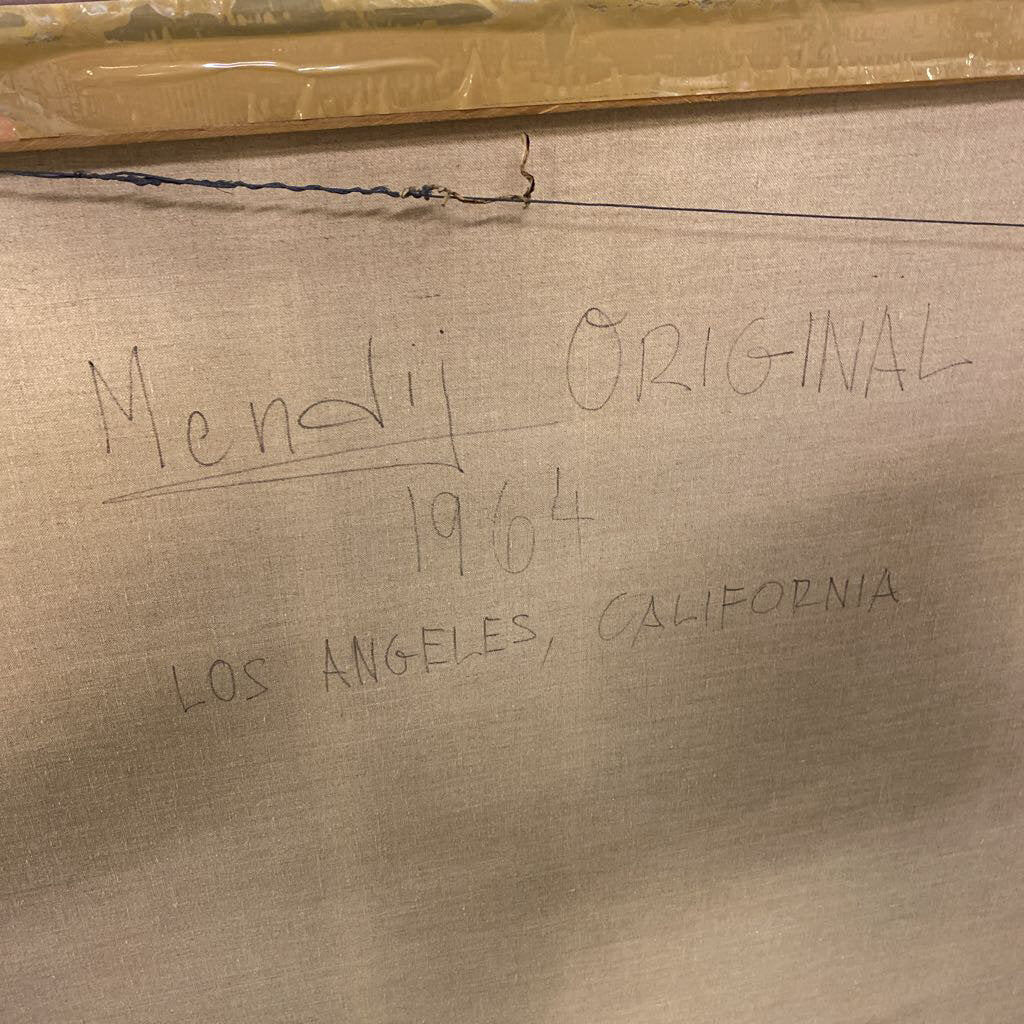 Mendij ORIGINAL
1964
LOS ANGELES, CALIFORNIA